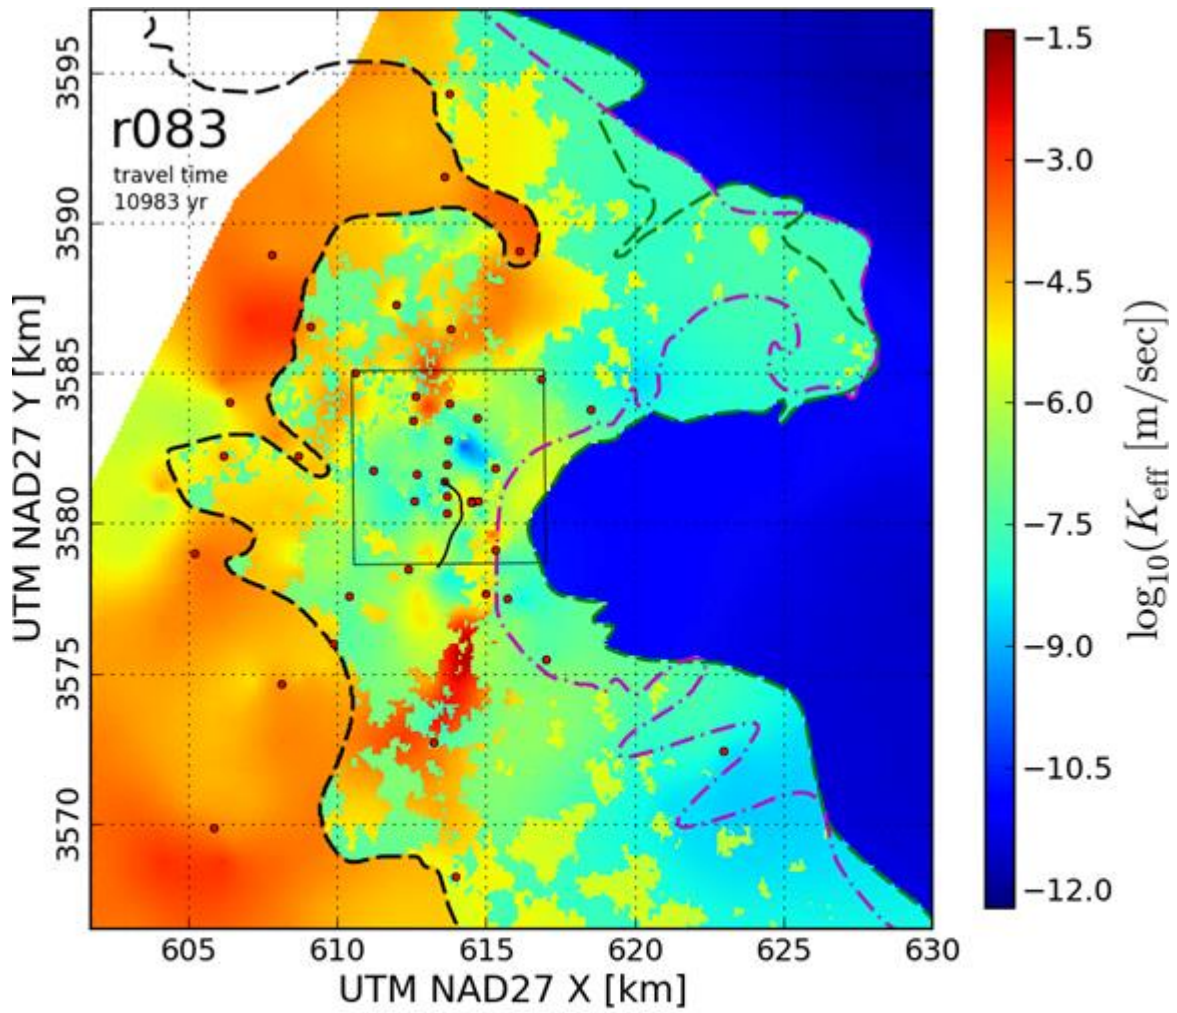 r083
travel time
10983 yr
3595
3590
3585
3580
3575
3570
UTM NAD27 Y [km]
605 610 615 620 625 630
UTM NAD27 X [km]
−1.5
−3.0
−4.5
−6.0
−7.5
−9.0
−10.5
−12.0
log₁₀(K_eff [m/sec])